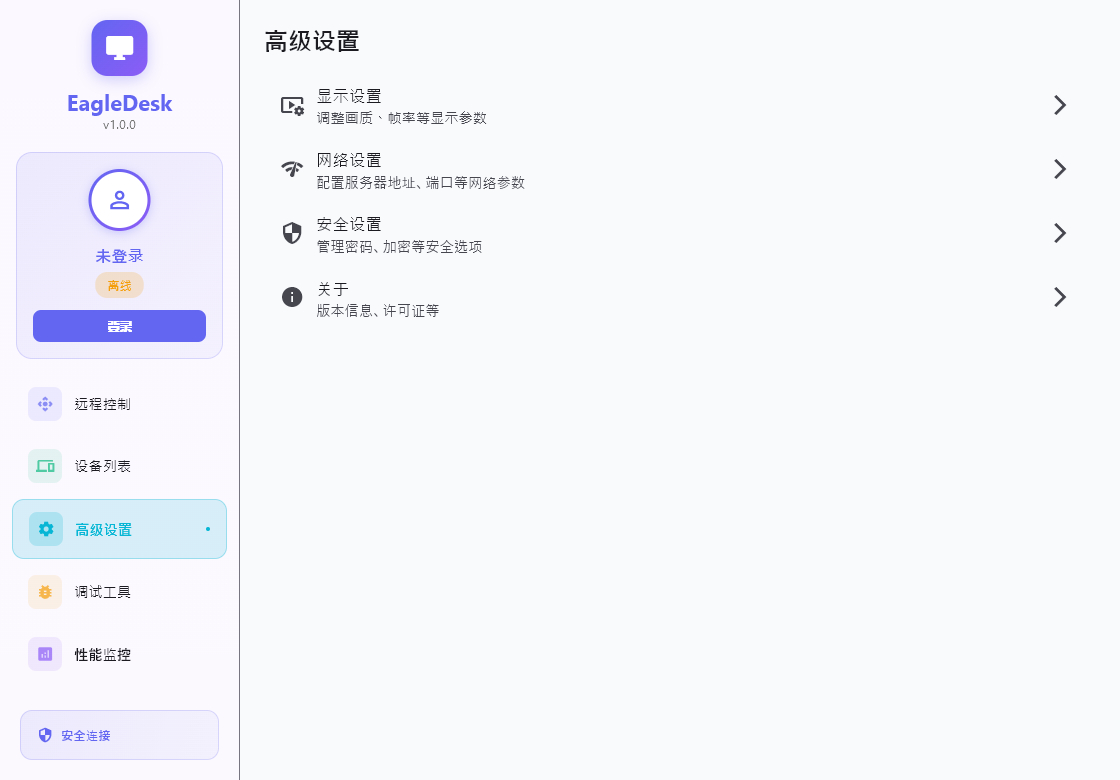 EagleDesk
v1.0.0
未登录
离线
登录
远程控制
设备列表
高级设置
调试工具
性能监控
安全连接
高级设置
显示设置
调整画质、帧率等显示参数
网络设置
配置服务器地址、端口等网络参数
安全设置
管理密码、加密等安全选项
关于
版本信息、许可证等